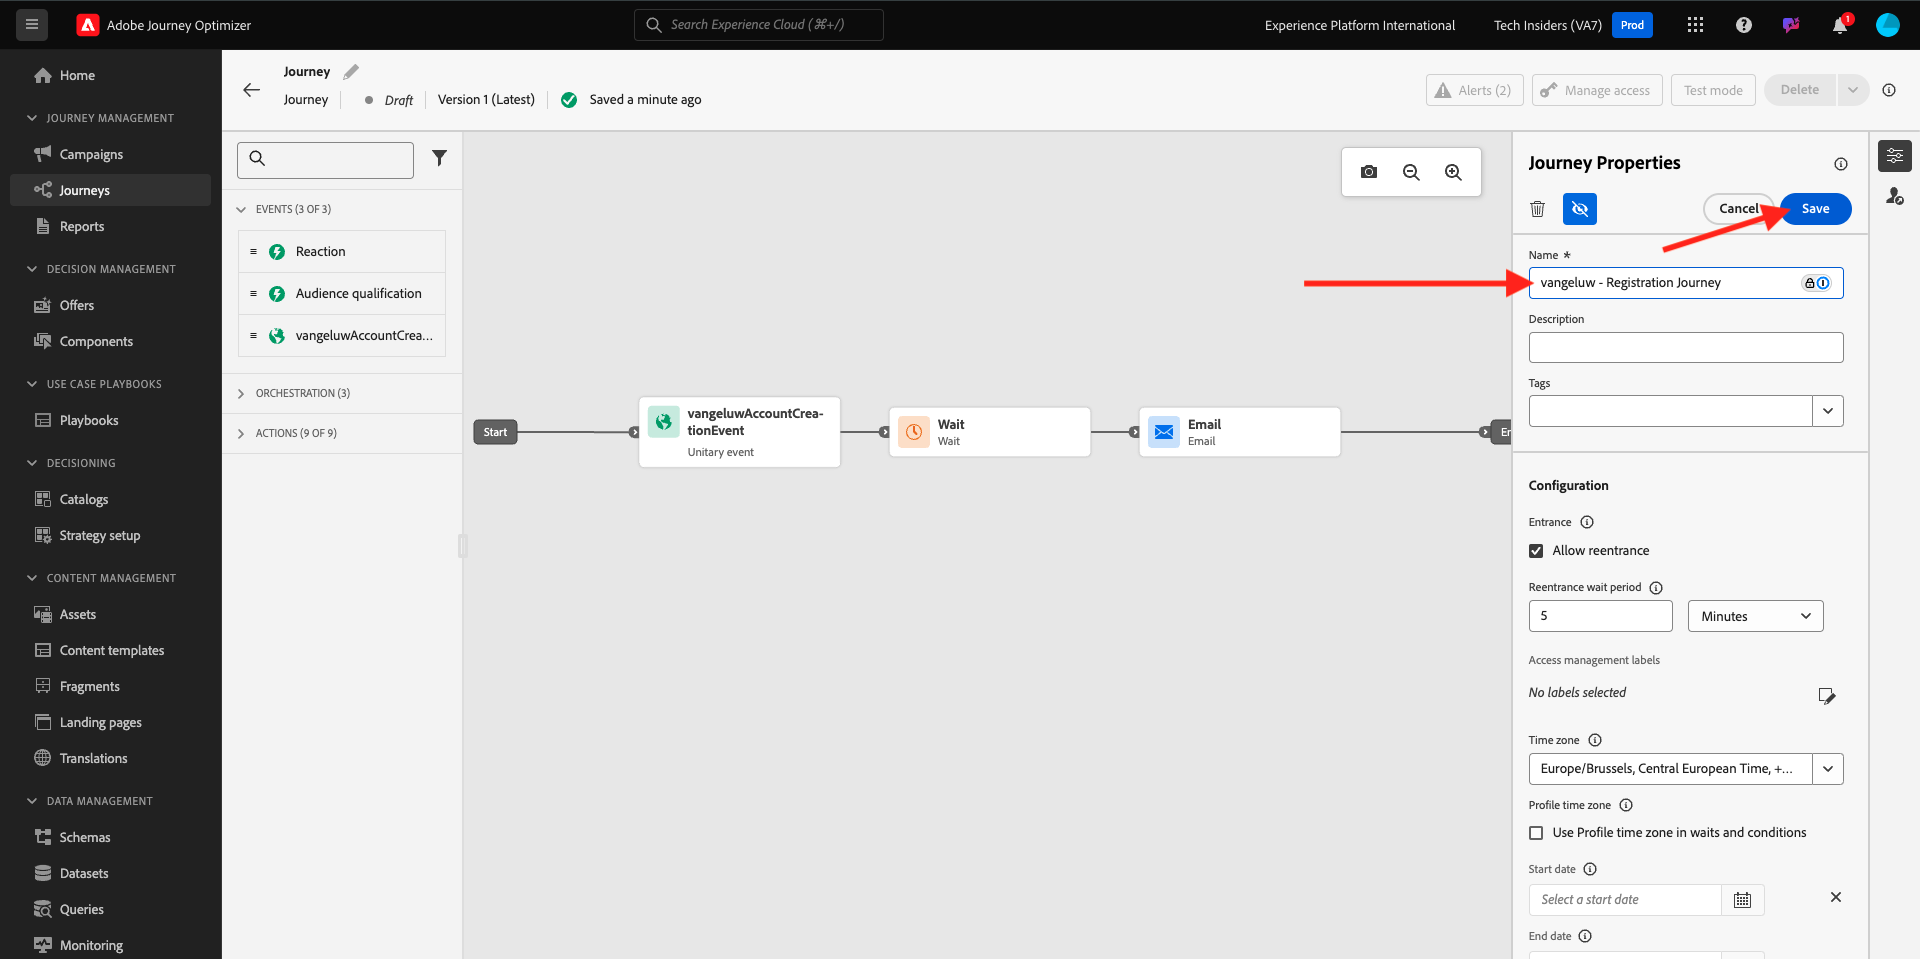 Adobe Journey Optimizer
Search Experience Cloud (⌘+/)
Experience Platform International
Tech Insiders (VA7)
Prod
1
Home
JOURNEY MANAGEMENT
Campaigns
Journeys
Reports
DECISION MANAGEMENT
Offers
Components
USE CASE PLAYBOOKS
Playbooks
DECISIONING
Catalogs
Strategy setup
CONTENT MANAGEMENT
Assets
Content templates
Fragments
Landing pages
Translations
DATA MANAGEMENT
Schemas
Datasets
Queries
Monitoring
Journey
Journey
Draft
Version 1 (Latest)
Saved a minute ago
Alerts (2)
Manage access
Test mode
Delete
EVENTS (3 OF 3)
Reaction
Audience qualification
vangeluwAccountCrea...
ORCHESTRATION (3)
ACTIONS (9 OF 9)
Start
vangeluwAccountCrea-
tionEvent
Unitary event
Wait
Wait
Email
Email
Journey Properties
Cancel
Save
Name *
vangeluw - Registration Journey
Description
Tags
Configuration
Entrance
Allow reentrance
Reentrance wait period
5
Minutes
Access management labels
No labels selected
Time zone
Europe/Brussels, Central European Time, +...
Profile time zone
Use Profile time zone in waits and conditions
Start date
Select a start date
End date